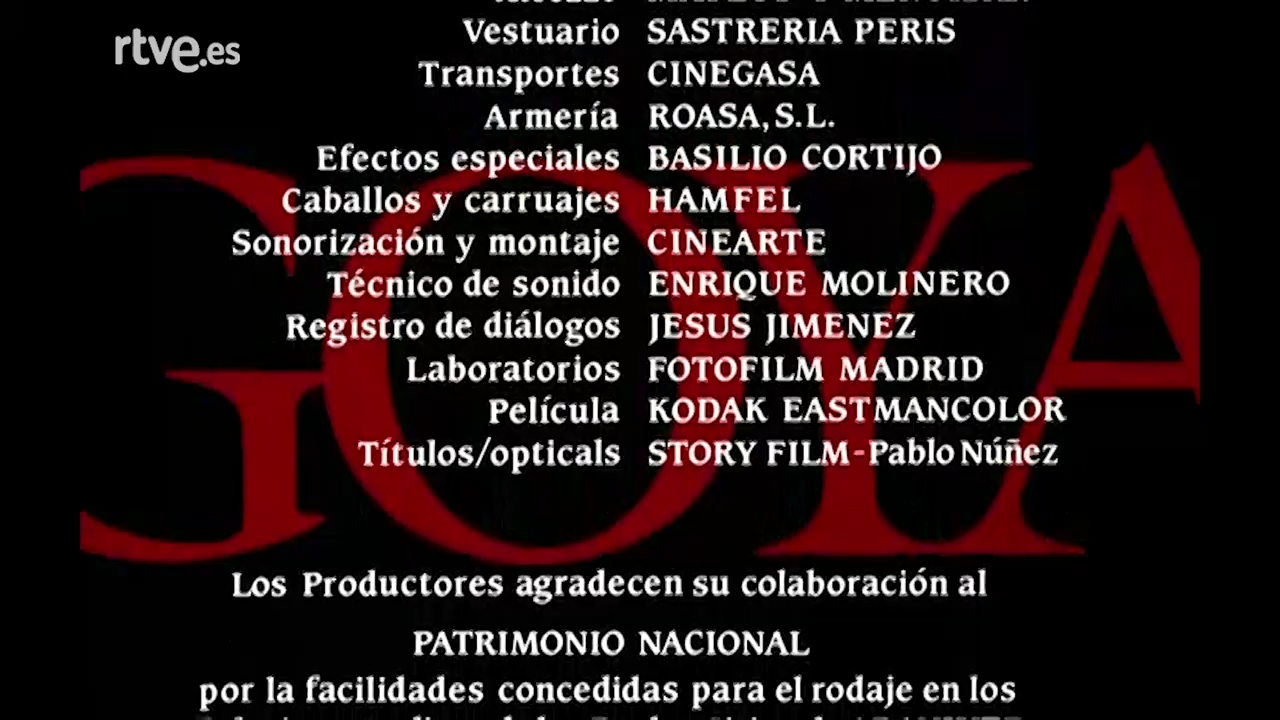 rtve.es
Vestuario SASTRERIA PERIS
Transportes CINEGASA
Armería ROASA, S.L.
Efectos especiales BASILIO CORTIJO
Caballos y carruajes HAMFEL
Sonorización y montaje CINEARTE
Técnico de sonido ENRIQUE MOLINERO
Registro de diálogos JESUS JIMENEZ
Laboratorios FOTOFILM MADRID
Película KODAK EASTMANCOLOR
Títulos/opticals STORY FILM-Pablo Núñez
GOYA
Los Productores agradecen su colaboración al
PATRIMONIO NACIONAL
por la facilidades concedidas para el rodaje en los